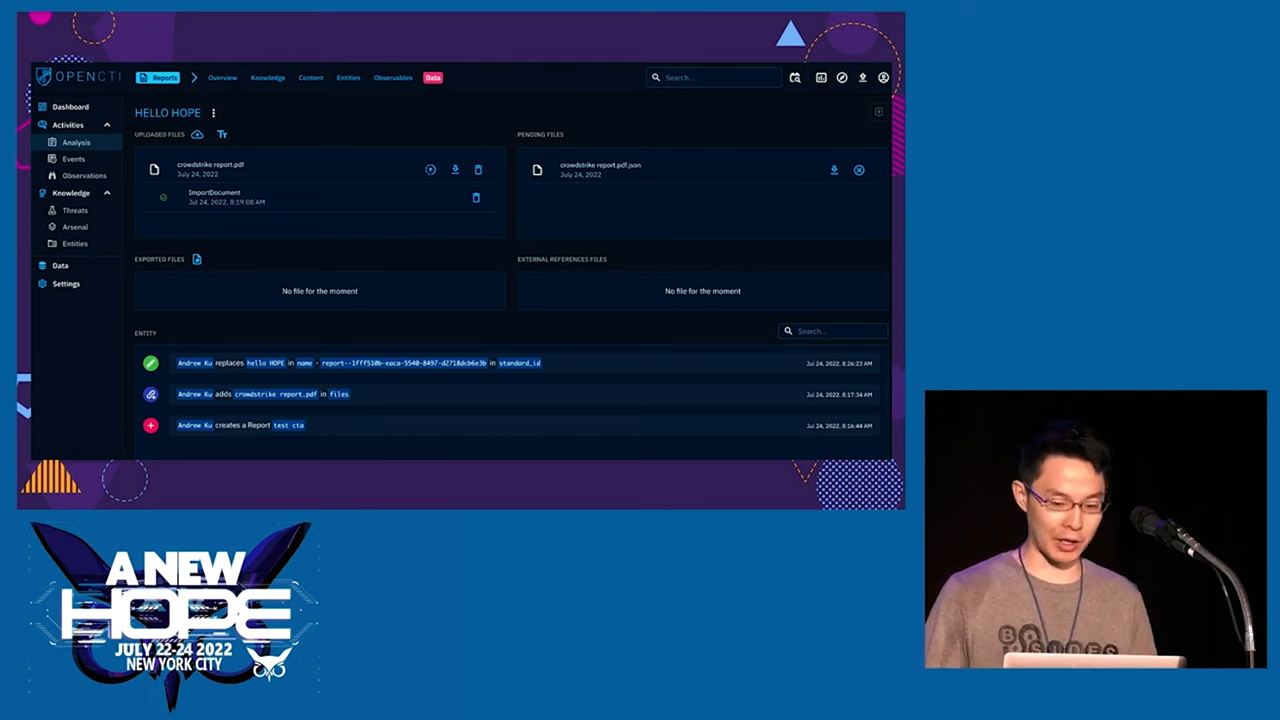 OPENCTI
Reports
Overview
Knowledge
Content
Entities
Observables
Data
Search...
Dashboard
Activities
Analysis
Events
Observations
Knowledge
Threats
Arsenal
Entities
Data
Settings
HELLO HOPE
UPLOADED FILES
Tт
crowdstrike report.pdf
July 24, 2022
ImportDocument
Jul 24, 2022, 8:19:08 AM
PENDING FILES
crowdstrike report.pdf.json
July 24, 2022
EXPORTED FILES
No file for the moment
EXTERNAL REFERENCES FILES
No file for the moment
ENTITY
Search...
Andrew Ku replaces hello HOPE in name - report--1fff510b-eaca-5540-8497-d2718dcb6e3b in standard_id
Jul 24, 2022, 8:26:23 AM
Andrew Ku adds crowdstrike report.pdf in files
Jul 24, 2022, 8:17:34 AM
Andrew Ku creates a Report test cta
Jul 24, 2022, 8:16:44 AM
A NEW
HOPE
JULY 22-24 2022
NEW YORK CITY